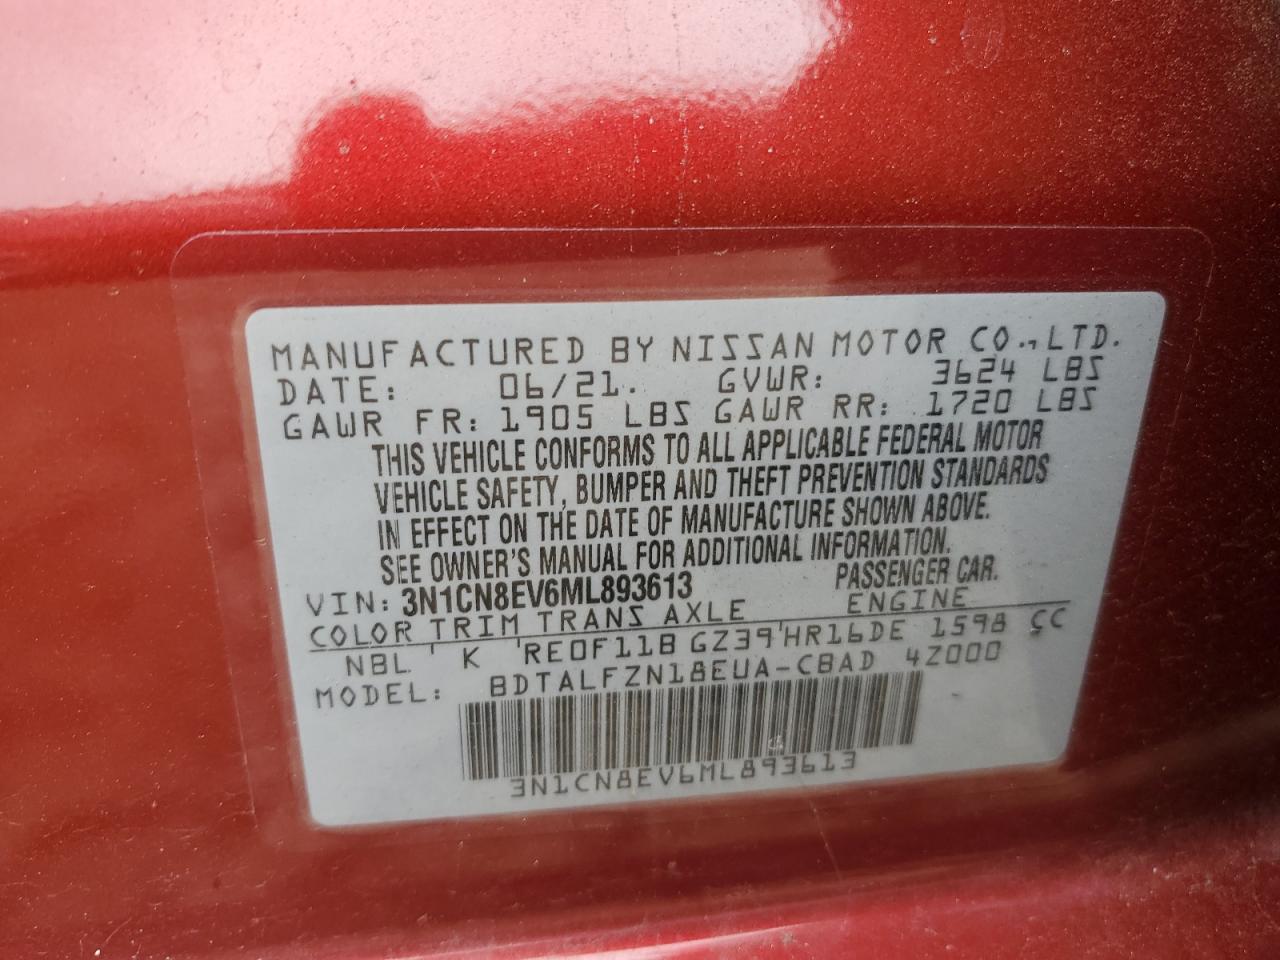 MANUFACTURED BY NISSAN MOTOR CO., LTD.
DATE: 06/21. GVWR: 3624 LBS
GAWR FR: 1905 LBS GAWR RR: 1720 LBS
THIS VEHICLE CONFORMS TO ALL APPLICABLE FEDERAL MOTOR
VEHICLE SAFETY, BUMPER AND THEFT PREVENTION STANDARDS
IN EFFECT ON THE DATE OF MANUFACTURE SHOWN ABOVE.
SEE OWNER'S MANUAL FOR ADDITIONAL INFORMATION.
VIN: 3N1CN8EV6ML893613 PASSENGER CAR.
COLOR TRIM TRANS AXLE ENGINE
NBL K RE0F11B GZ39 HR16DE 1598 CC
MODEL: BDTALFZN18EUA-CBAD 4Z000
3N1CN8EV6ML893613